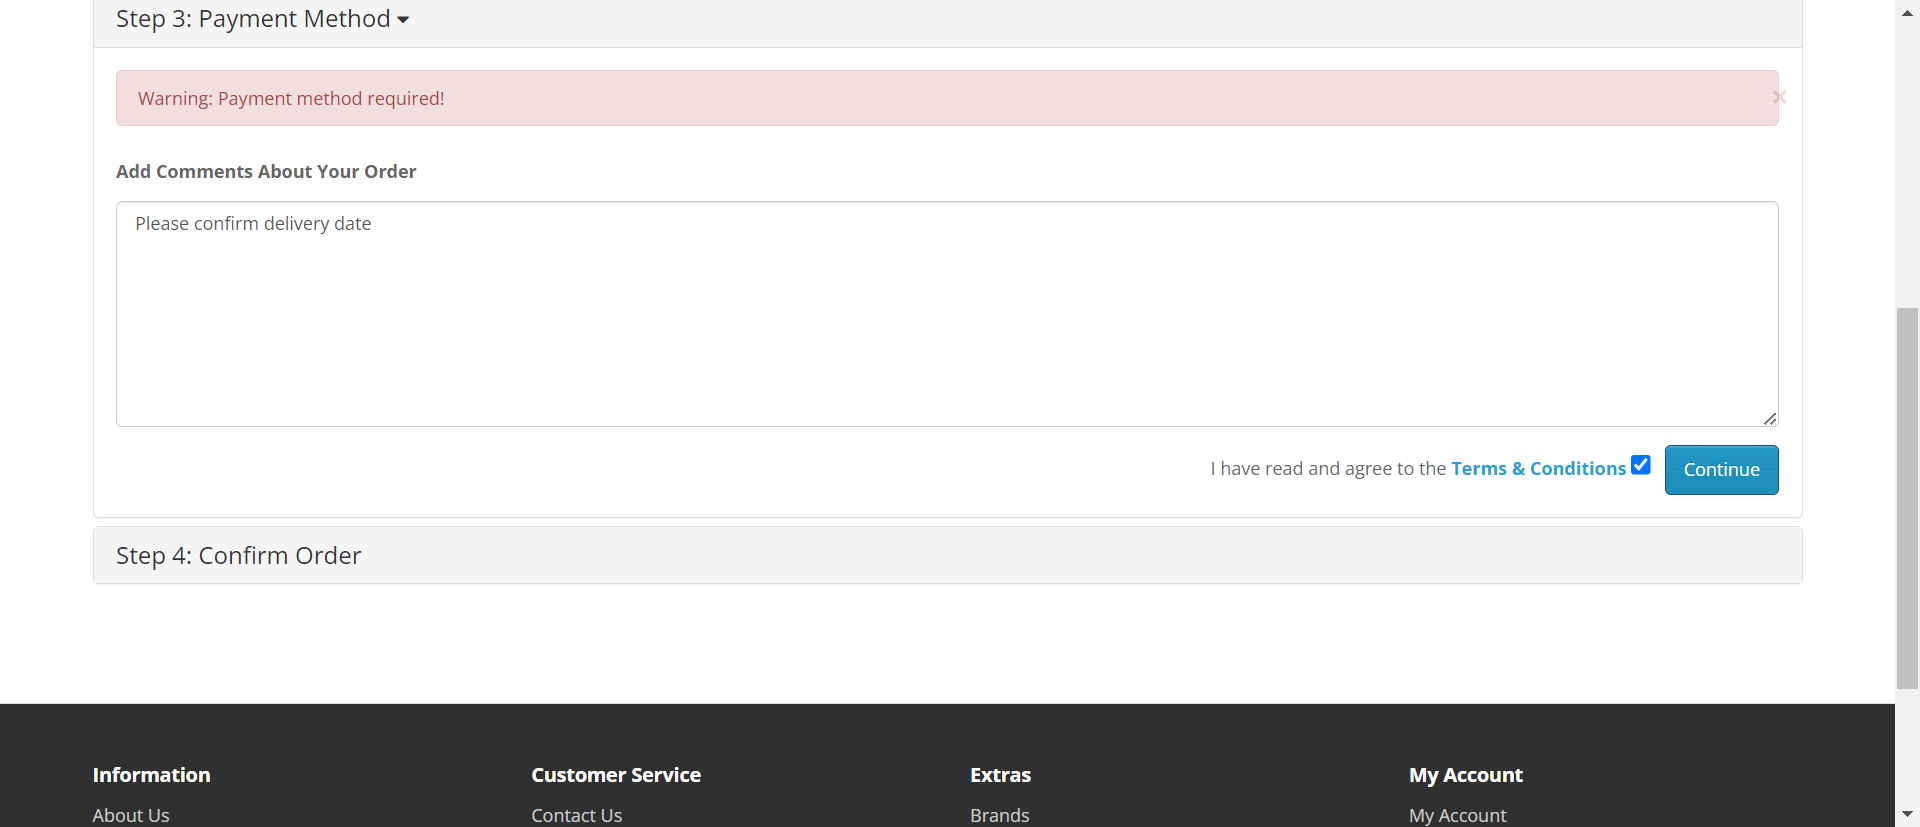 Step 3: Payment Method
Warning: Payment method required!
×
Add Comments About Your Order
Please confirm delivery date
I have read and agree to the Terms & Conditions
Continue
Step 4: Confirm Order
Information
Customer Service
Extras
My Account
About Us
Contact Us
Brands
My Account